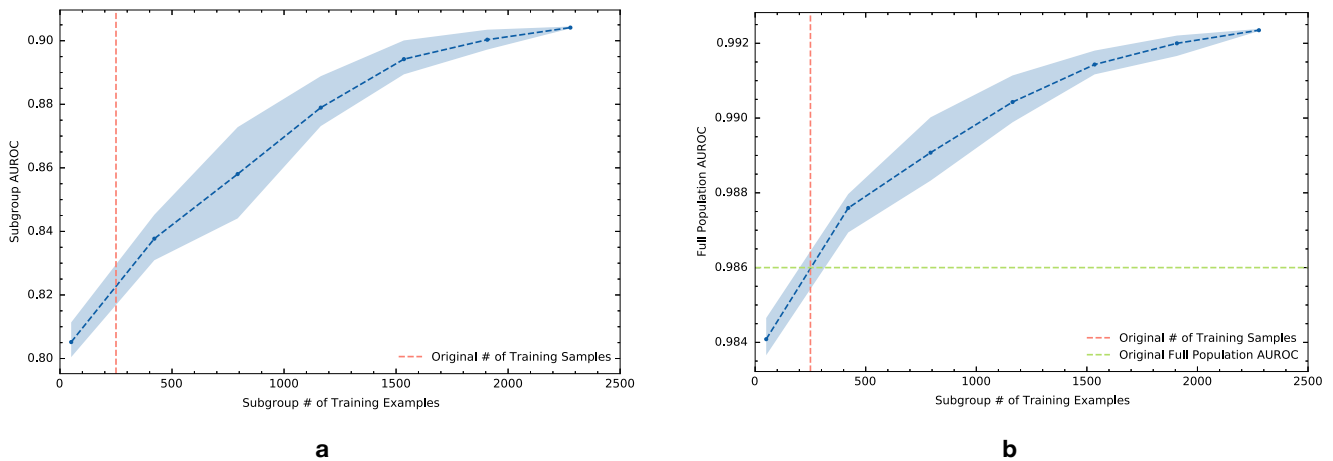 0.90
0.88
0.86
0.84
0.82
0.80
Subgroup AUROC
Original # of Training Samples
0 500 1000 1500 2000 2500
Subgroup # of Training Examples
a
0.992
0.990
0.988
0.986
0.984
Full Population AUROC
Original # of Training Samples
Original Full Population AUROC
0 500 1000 1500 2000 2500
Subgroup # of Training Examples
b